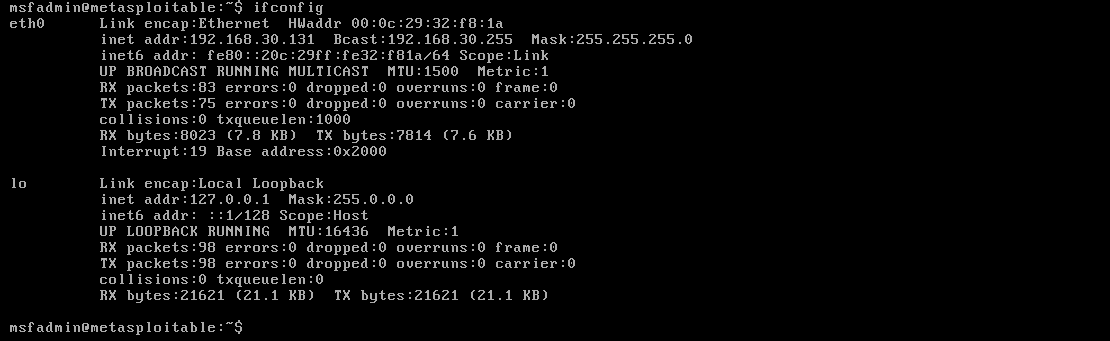 msfadmin@metasploitable:~$ ifconfig
eth0 Link encap:Ethernet HWaddr 00:0c:29:32:f8:1a
inet addr:192.168.30.131 Bcast:192.168.30.255 Mask:255.255.255.0
inet6 addr: fe80::20c:29ff:fe32:f81a/64 Scope:Link
UP BROADCAST RUNNING MULTICAST MTU:1500 Metric:1
RX packets:83 errors:0 dropped:0 overruns:0 frame:0
TX packets:75 errors:0 dropped:0 overruns:0 carrier:0
collisions:0 txqueuelen:1000
RX bytes:8023 (7.8 KB) TX bytes:7814 (7.6 KB)
Interrupt:19 Base address:0x2000
lo Link encap:Local Loopback
inet addr:127.0.0.1 Mask:255.0.0.0
inet6 addr: ::1/128 Scope:Host
UP LOOPBACK RUNNING MTU:16436 Metric:1
RX packets:98 errors:0 dropped:0 overruns:0 frame:0
TX packets:98 errors:0 dropped:0 overruns:0 carrier:0
collisions:0 txqueuelen:0
RX bytes:21621 (21.1 KB) TX bytes:21621 (21.1 KB)
msfadmin@metasploitable:~$